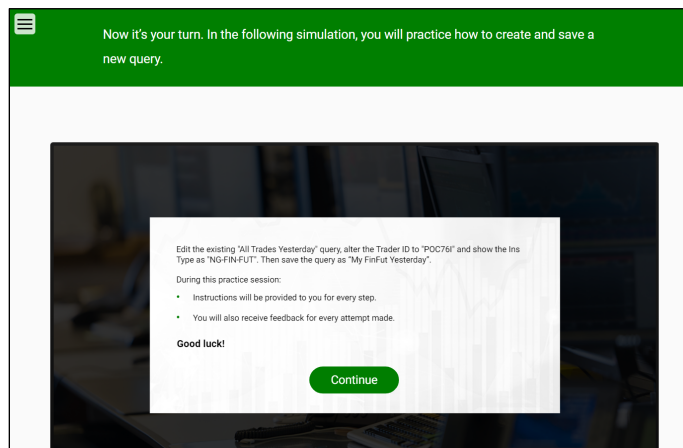 Now it's your turn. In the following simulation, you will practice how to create and save a
new query.
Edit the existing "All Trades Yesterday" query, alter the Trader ID to "POC76I" and show the Ins
Type as "NG-FIN-FUT". Then save the query as "My FinFut Yesterday".
During this practice session:
• Instructions will be provided to you for every step.
• You will also receive feedback for every attempt made.
Good luck!
Continue